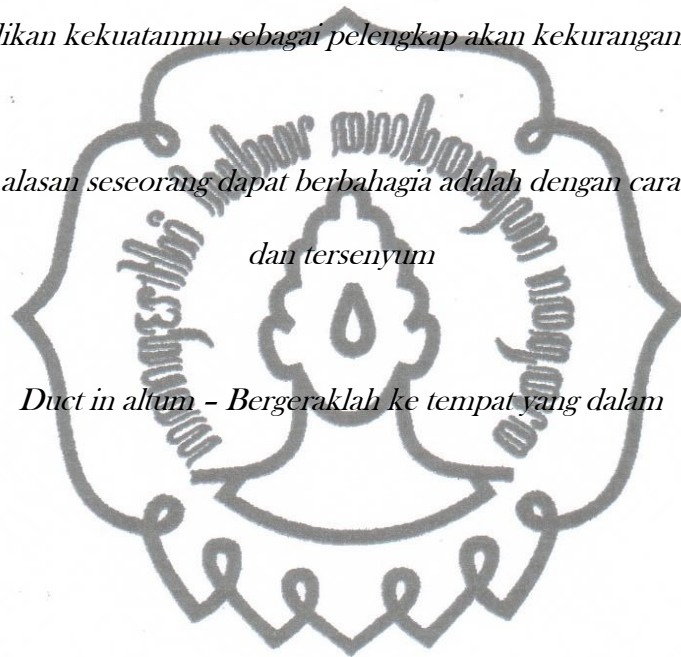 likan kekuatanmu sebagai pelengkap akan kekurangan
alasan seseorang dapat berbahagia adalah dengan cara
dan tersenyum
Duct in altum – Bergeraklah ke tempat yang dalam